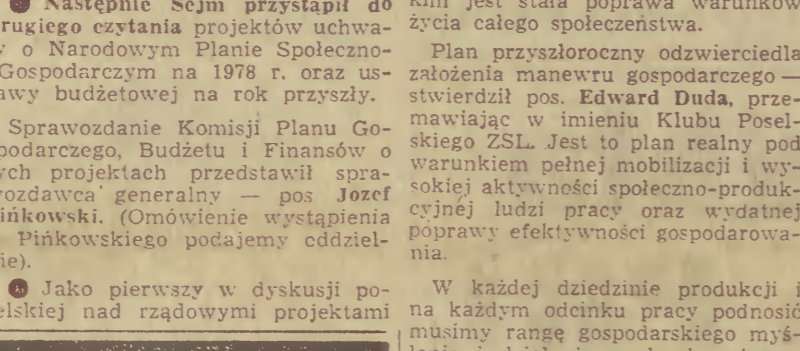 Następnie Sejm przystąpił do
rugiego czytania projektów uchwa-
o Narodowym Planie Społeczno-
Gospodarczym na 1978 r. oraz us-
awy budżetowej na rok przyszły.
Sprawozdanie Komisji Planu Go-
podarczego, Budżetu i Finansów o
ych projektach przedstawił spra-
wozdawca generalny — pos Jozef
ińkowski. (Omówienie wystąpienia
Pińkowskiego podajemy cddziel-
ie).
Jako pierwszy w dyskusji po-
elskiej nad rządowymi projektami
kim jest stała poprawa warunków
życia całego społeczeństwa.
Plan przyszłoroczny odzwierciedla
założenia manewru gospodarczego —
stwierdził pos. Edward Duda, prze-
mawiając w imieniu Klubu Posel-
skiego ZSL. Jest to plan realny pod
warunkiem pełnej mobilizacji i wy-
sokiej aktywności społeczno-produk-
cyjnej ludzi pracy oraz wydatnej
poprawy efektywności gospodarowa-
nia.
W każdej dziedzinie produkcji i
na każdym odcinku pracy podnosić
musimy rangę gospodarskiego myś-